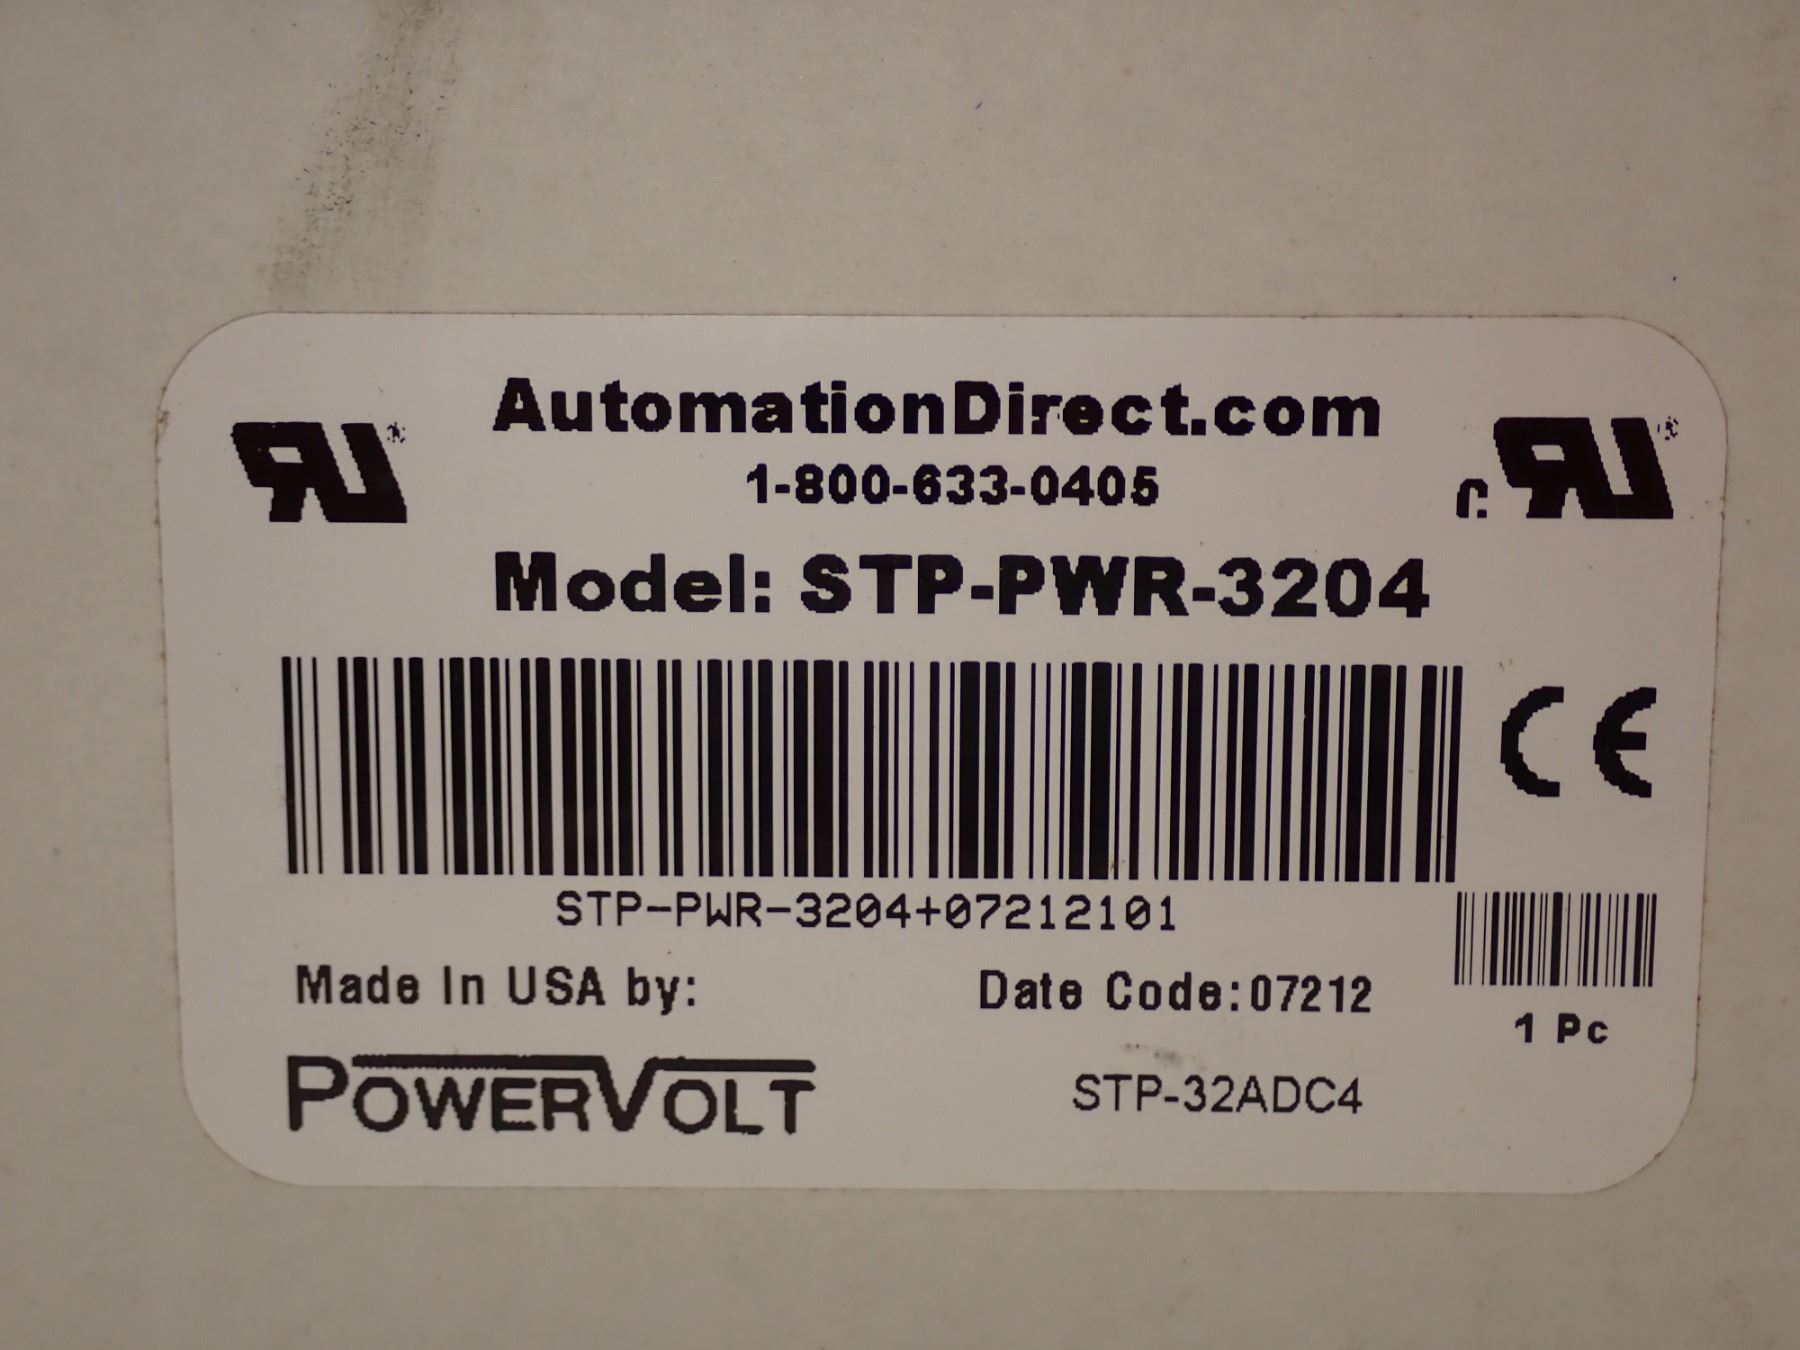 AutomationDirect.com
1-800-633-0405
Model: STP-PWR-3204
STP-PWR-3204+07212101
Made In USA by:
Date Code:07212
1 Pc
POWERVOLT
STP-32ADC4